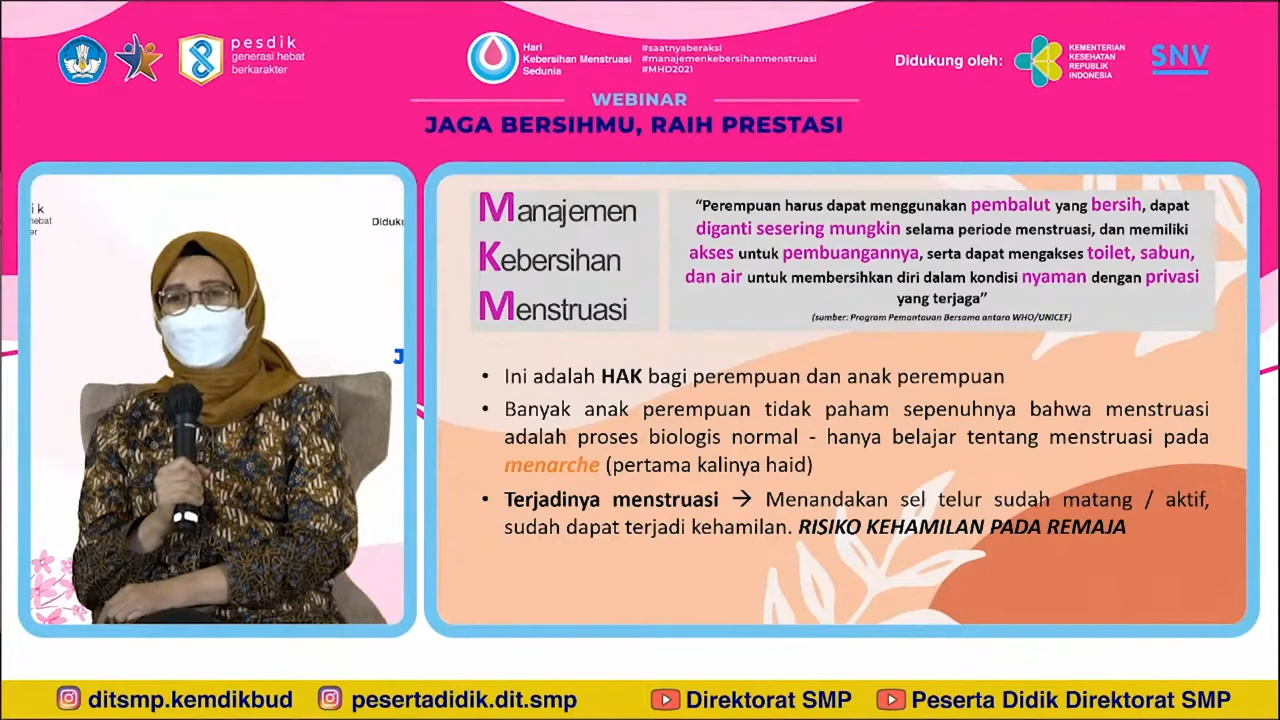 pesdik
generasi hebat
berkarakter
Hari
Kebersihan Menstruasi
Sedunia
#saatnyaberaksi
#manajemenkebersihanmenstruasi
#MHD2021
Didukung oleh:
KEMENTERIAN
KESEHATAN
REPUBLIK
INDONESIA
SNV
WEBINAR
JAGA BERSIHMU, RAIH PRESTASI
ik
hebat
er
Diduku
J
Manajemen
Kebersihan
Menstruasi
“Perempuan harus dapat menggunakan pembalut yang bersih, dapat
diganti sesering mungkin selama periode menstruasi, dan memiliki
akses untuk pembuangannya, serta dapat mengakses toilet, sabun,
dan air untuk membersihkan diri dalam kondisi nyaman dengan privasi
yang terjaga”
(sumber: Program Pemantauan Bersama antara WHO/UNICEF)
• Ini adalah HAK bagi perempuan dan anak perempuan
• Banyak anak perempuan tidak paham sepenuhnya bahwa menstruasi
adalah proses biologis normal - hanya belajar tentang menstruasi pada
menarche (pertama kalinya haid)
• Terjadinya menstruasi → Menandakan sel telur sudah matang / aktif,
sudah dapat terjadi kehamilan. RISIKO KEHAMILAN PADA REMAJA
ditsmp.kemdikbud
pesertadidik.dit.smp
Direktorat SMP
Peserta Didik Direktorat SMP